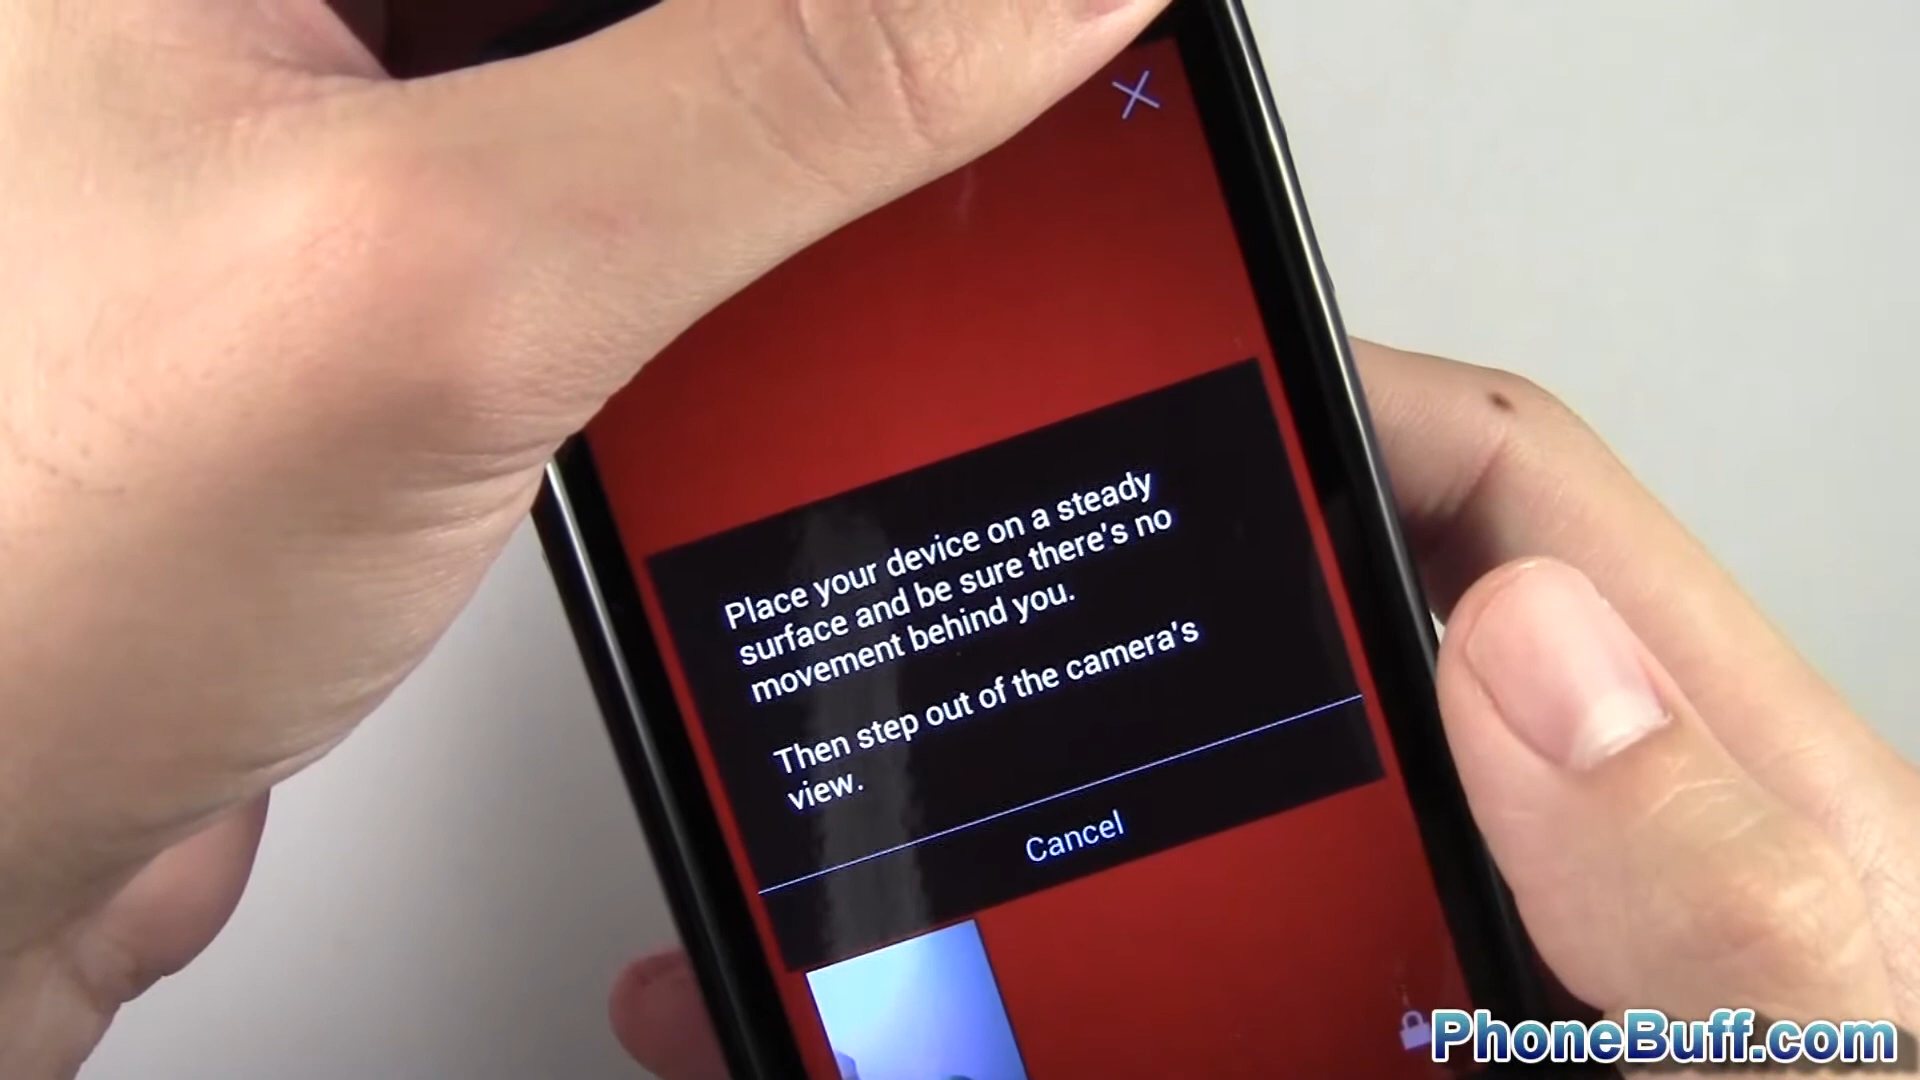 Place your device on a steady
surface and be sure there's no
movement behind you.
Then step out of the camera's
view.
Cancel
PhoneBuff.com